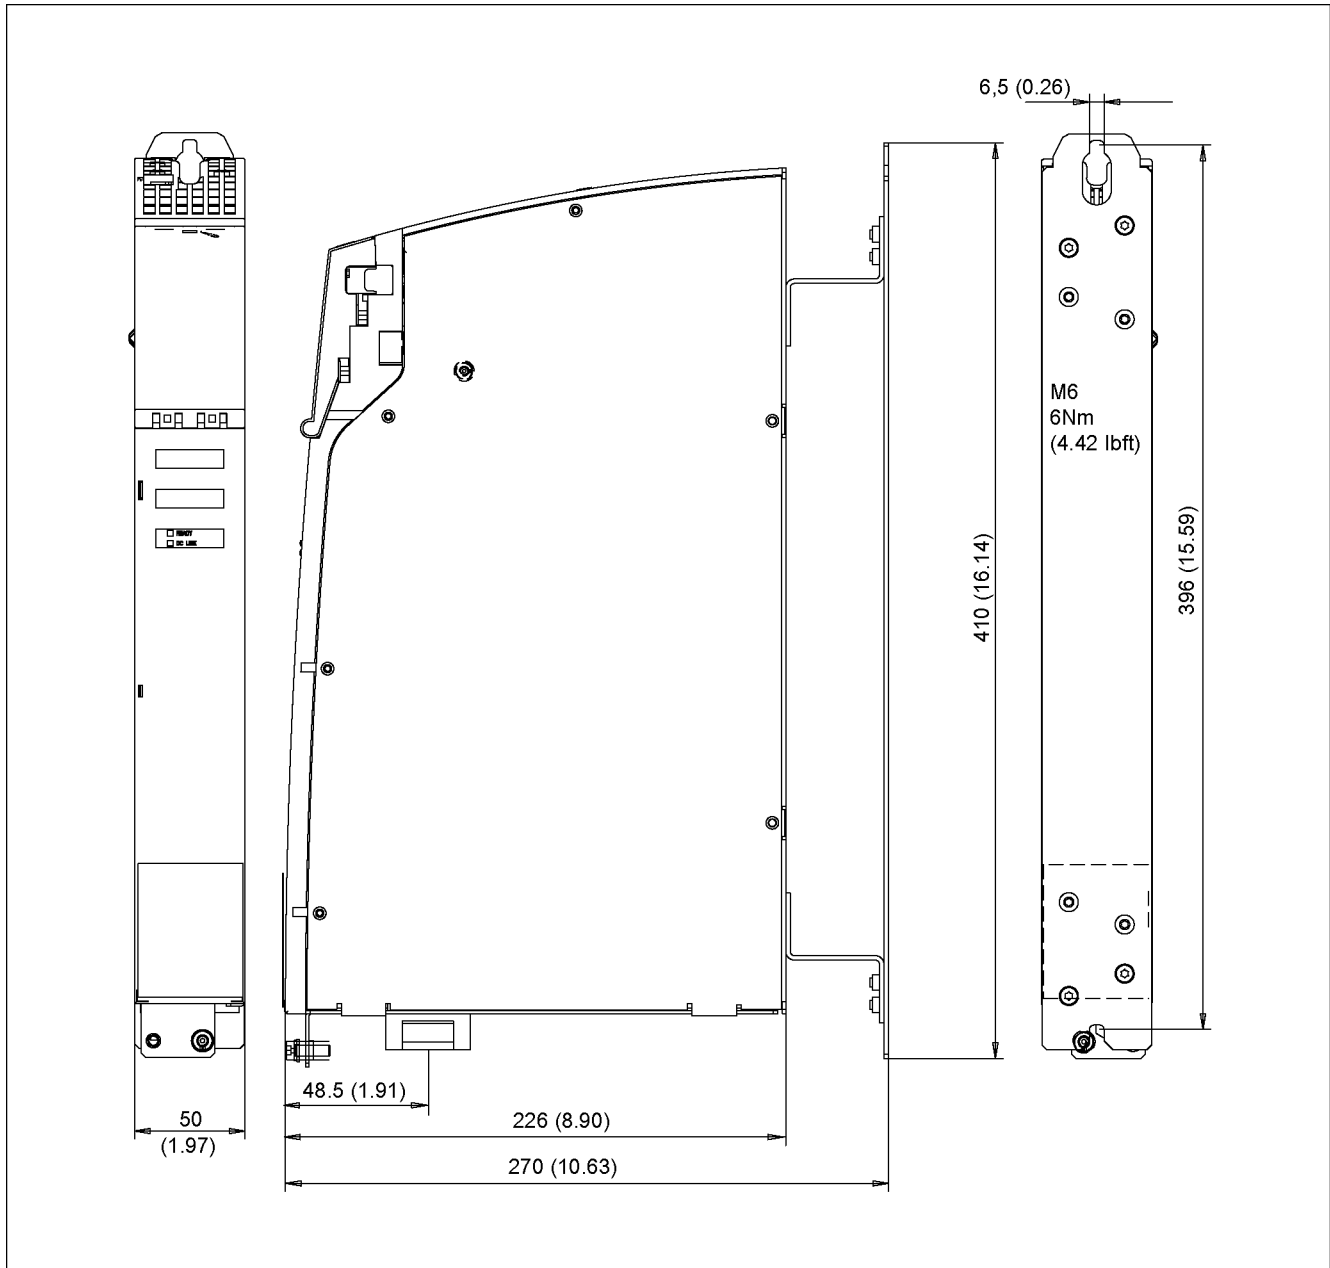 6,5 (0.26)
M6
6Nm
(4.42 lbft)
410 (16.14)
396 (15.59)
READY
DC LINK
48.5 (1.91)
50
(1.97)
226 (8.90)
270 (10.63)